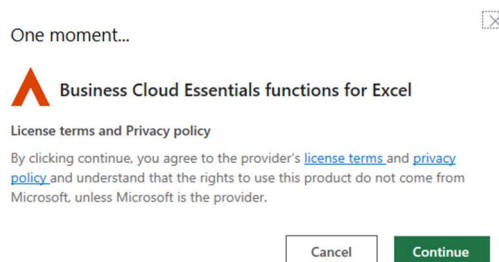 One moment...
Business Cloud Essentials functions for Excel
License terms and Privacy policy
By clicking continue, you agree to the provider's license terms and privacy
policy and understand that the rights to use this product do not come from
Microsoft, unless Microsoft is the provider.
Cancel Continue